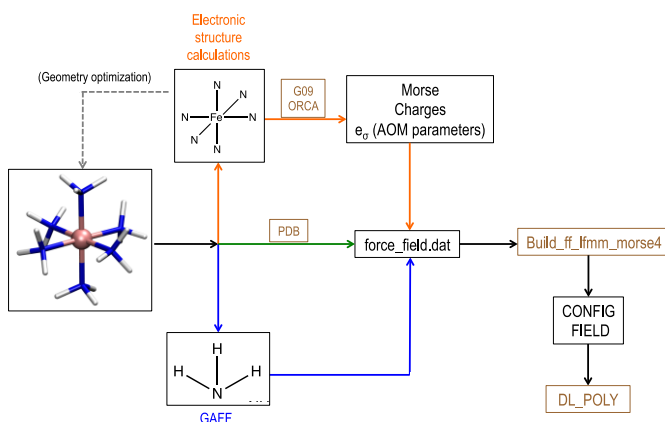 Electronic
structure
calculations
(Geometry optimization)
N
N N
Fe
N N
N
G09
ORCA
Morse
Charges
eσ (AOM parameters)
PDB
force_field.dat
Build_ff_lfmm_morse4
CONFIG
FIELD
DL_POLY
H
H H
N
GAFF